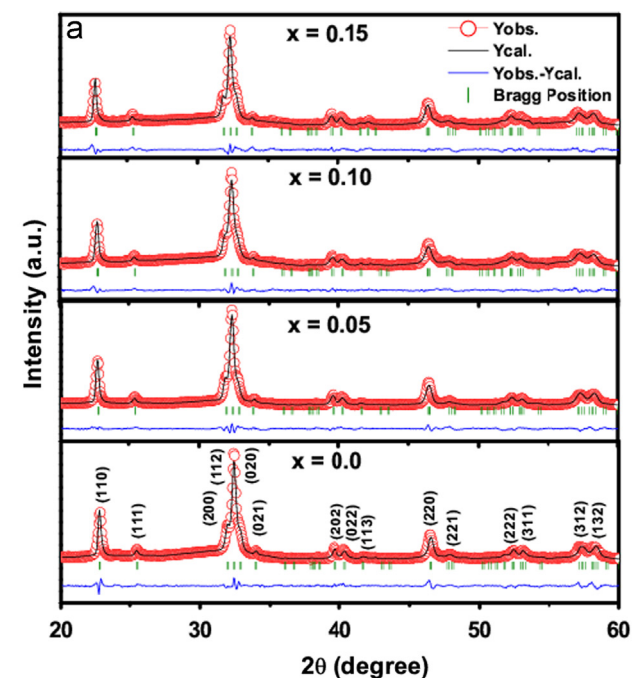 a
x = 0.15
Yobs.
Ycal.
Yobs.-Ycal.
Bragg Position
x = 0.10
x = 0.05
x = 0.0
(110)
(111)
(200)
(112)
(020)
(021)
(202)
(022)
(113)
(220)
(221)
(222)
(311)
(312)
(132)
Intensity (a.u.)
20 30 40 50 60
2θ (degree)